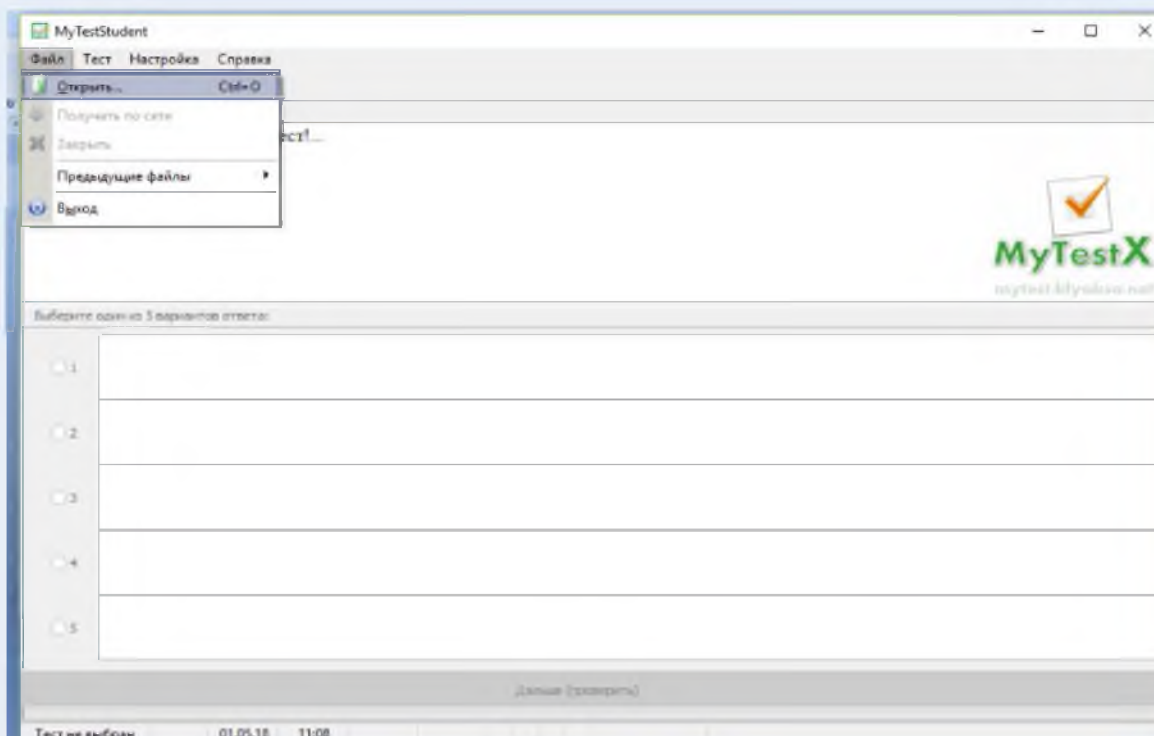 MyTestStudent
Файл Тест Настройка Справка
Открыть... Ctrl+O
Получить по сети
Закрыть
Предыдущие файлы
Выход
ест!...
MyTestX
Выберите один из 5 вариантов ответа:
1
2
3
4
5
Дальше (проверить)
Тест не выбран 01.05.18 11:08